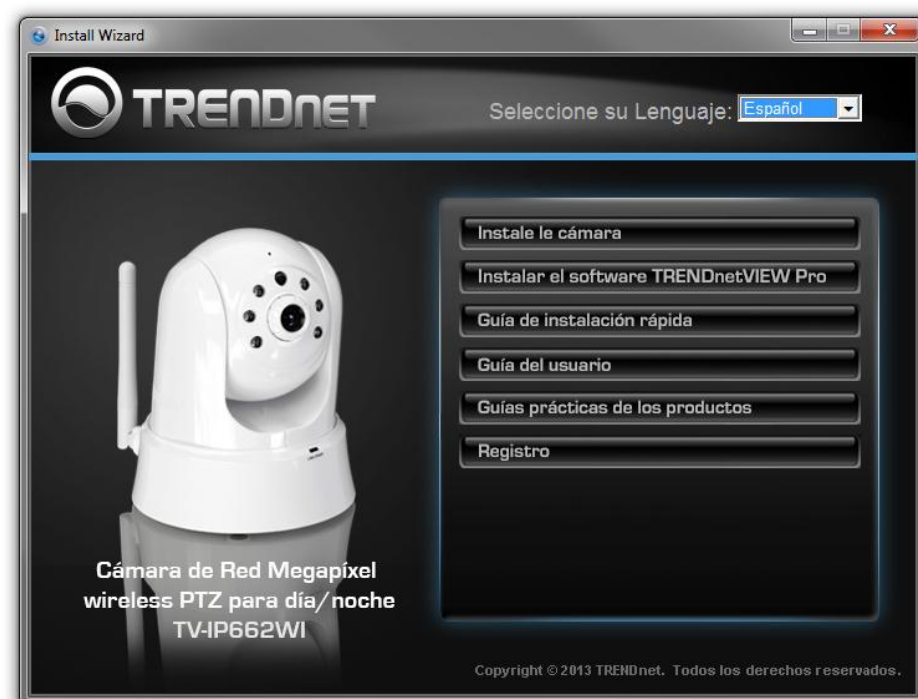 Install Wizard
TRENDNET
Seleccione su Lenguaje: Español
Instale le cámara
Instalar el software TRENDnetVIEW Pro
Guía de instalación rápida
Guía del usuario
Guías prácticas de los productos
Registro
Cámara de Red Megapíxel
wireless PTZ para día/noche
TV-IP662WI
Copyright © 2013 TRENDnet. Todos los derechos reservados.